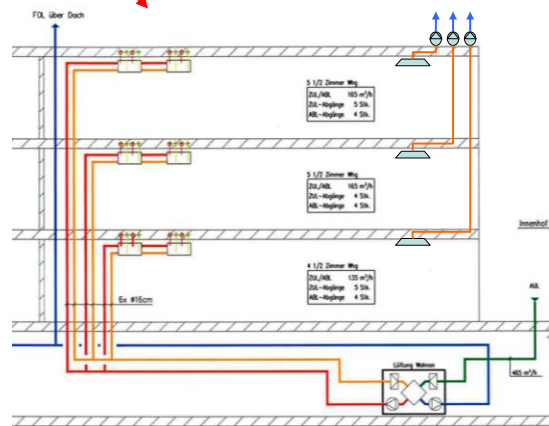 FOL über Dach
5 1/2 Zimmer Whg
ZUL/ABL 165 m³/h
ZUL-Abgänge 5 Stk.
ABL-Abgänge 4 Stk.
5 1/2 Zimmer Whg
ZUL/ABL 165 m³/h
ZUL-Abgänge 4 Stk.
ABL-Abgänge 4 Stk.
Innenhof
4 1/2 Zimmer Whg
ZUL/ABL 135 m³/h
ZUL-Abgänge 5 Stk.
ABL-Abgänge 4 Stk.
AUL
6x Φ16cm
Lüftung Wohnen
465 m³/h